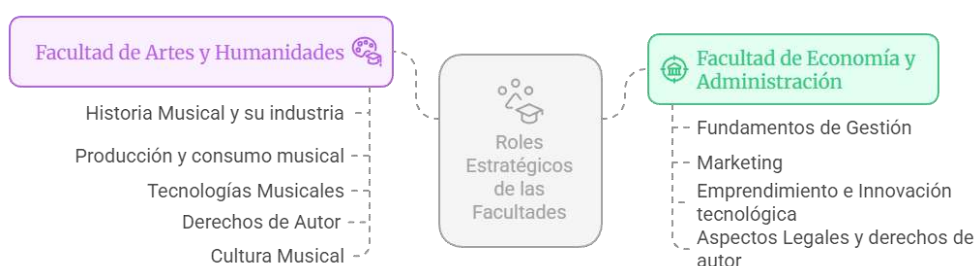 Facultad de Artes y Humanidades
Historia Musical y su industria
Producción y consumo musical
Tecnologías Musicales
Derechos de Autor
Cultura Musical
Roles
Estratégicos
de las
Facultades
Facultad de Economía y
Administración
Fundamentos de Gestión
Marketing
Emprendimiento e Innovación
tecnológica
Aspectos Legales y derechos de
autor